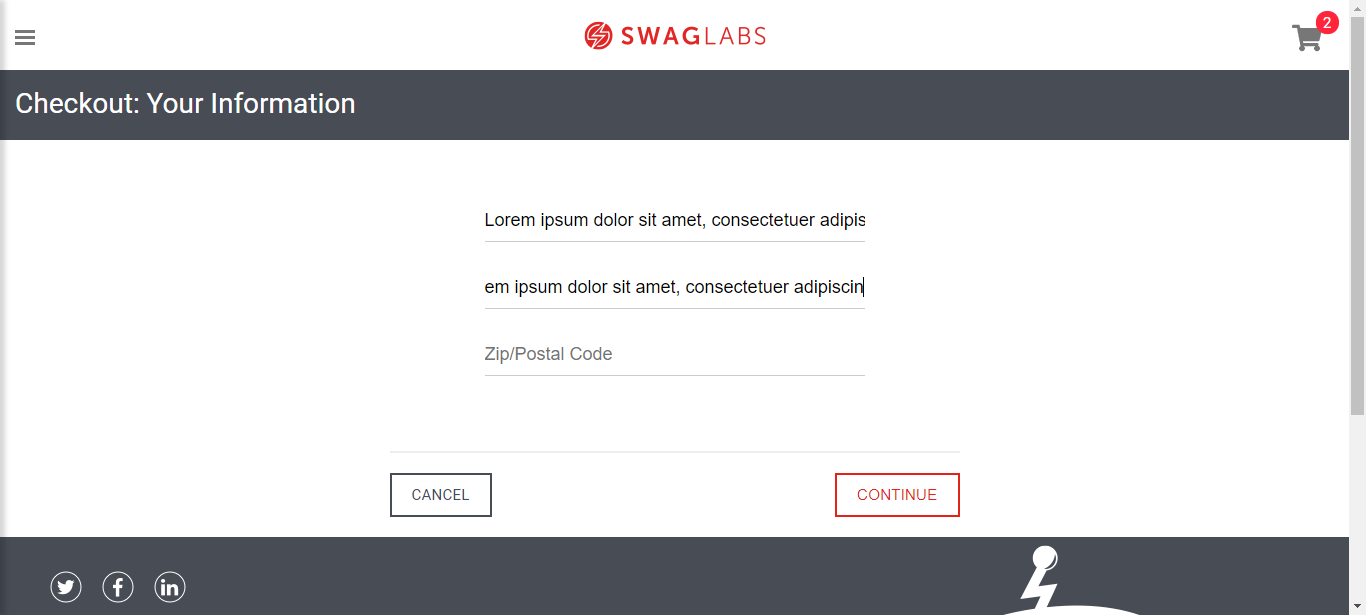 SWAGLABS
2
Checkout: Your Information
Lorem ipsum dolor sit amet, consectetuer adipis
em ipsum dolor sit amet, consectetuer adipiscin
Zip/Postal Code
CANCEL
CONTINUE